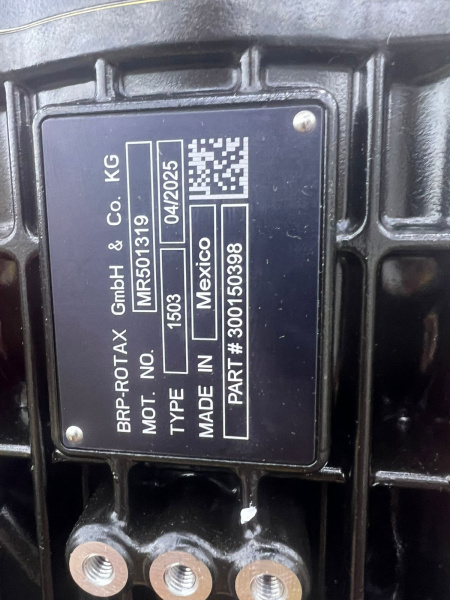 BRP-ROTAX GmbH & Co. KG
MOT. NO. MR501319
TYPE 1503 04/2025
MADE IN Mexico
PART # 300150398